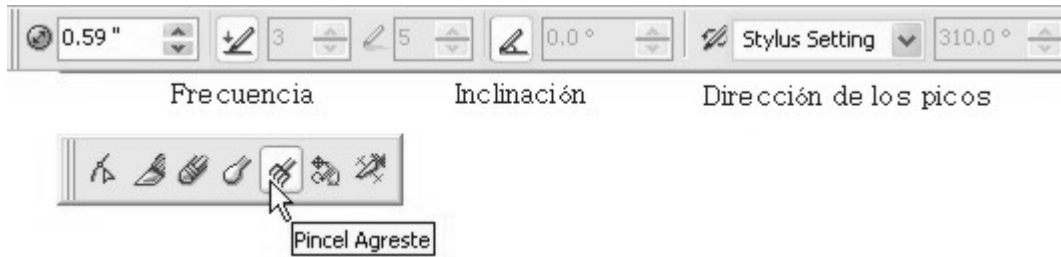 0.59 " 3 5 0.0 ° Stylus Setting 310.0 °
Frecuencia Inclinación Dirección de los picos
Pincel Agreste